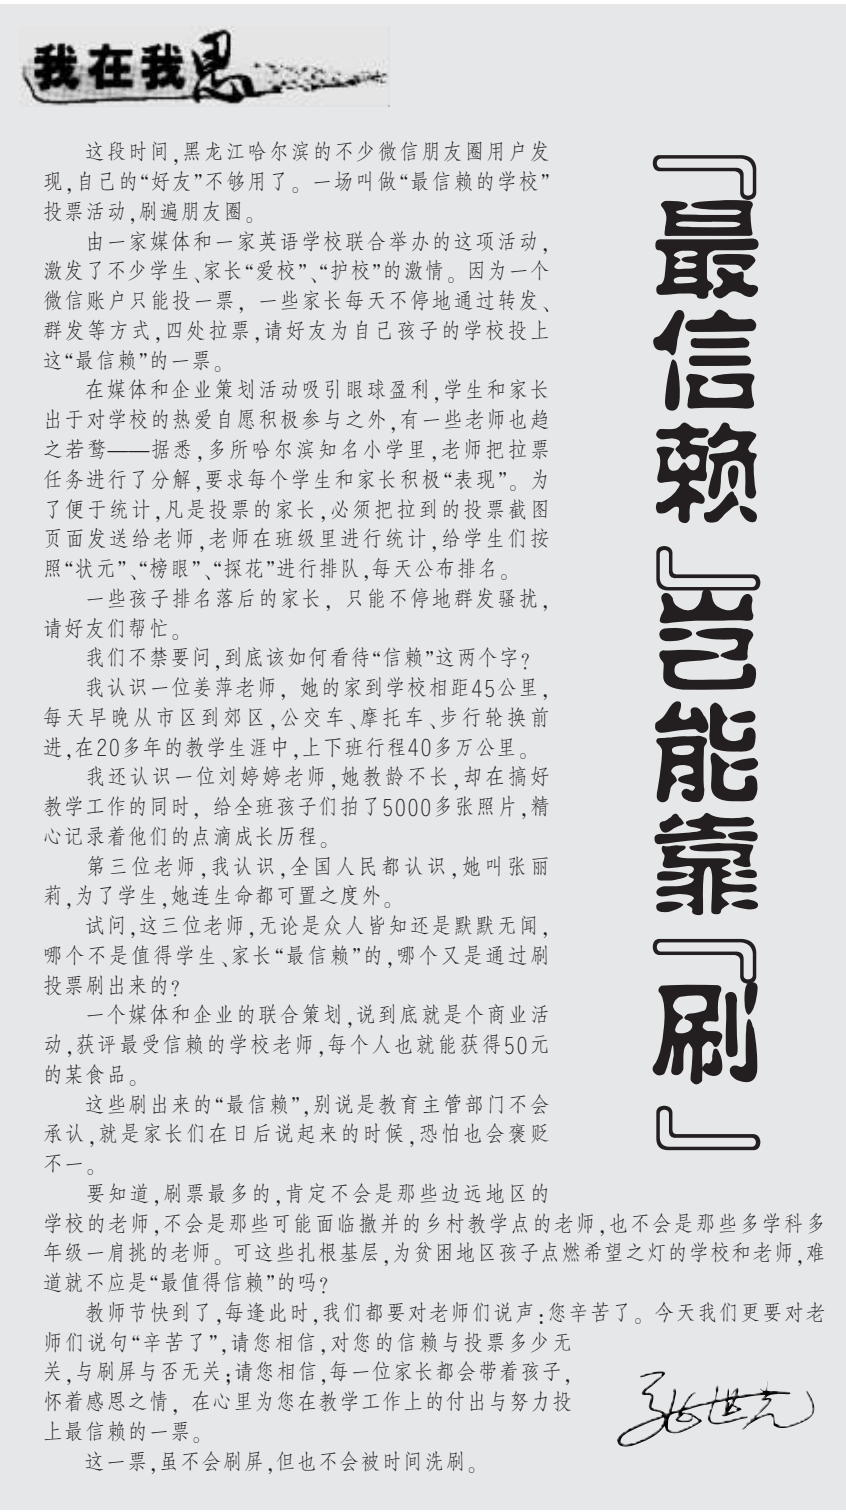 我在我思
『最信赖』岂能靠『刷』
这段时间,黑龙江哈尔滨的不少微信朋友圈用户发
现,自己的“好友”不够用了。一场叫做“最信赖的学校”
投票活动,刷遍朋友圈。
由一家媒体和一家英语学校联合举办的这项活动,
激发了不少学生、家长“爱校”、“护校”的激情。因为一个
微信账户只能投一票,一些家长每天不停地通过转发、
群发等方式,四处拉票,请好友为自己孩子的学校投上
这“最信赖”的一票。
在媒体和企业策划活动吸引眼球盈利,学生和家长
出于对学校的热爱自愿积极参与之外,有一些老师也趋
之若鹜——据悉,多所哈尔滨知名小学里,老师把拉票
任务进行了分解,要求每个学生和家长积极“表现”。为
了便于统计,凡是投票的家长,必须把拉到的投票截图
页面发送给老师,老师在班级里进行统计,给学生们按
照“状元”、“榜眼”、“探花”进行排队,每天公布排名。
一些孩子排名落后的家长,只能不停地群发骚扰,
请好友们帮忙。
我们不禁要问,到底该如何看待“信赖”这两个字?
我认识一位姜萍老师,她的家到学校相距45公里,
每天早晚从市区到郊区,公交车、摩托车、步行轮换前
进,在20多年的教学生涯中,上下班行程40多万公里。
我还认识一位刘婷婷老师,她教龄不长,却在搞好
教学工作的同时,给全班孩子们拍了5000多张照片,精
心记录着他们的点滴成长历程。
第三位老师,我认识,全国人民都认识,她叫张丽
莉,为了学生,她连生命都可置之度外。
试问,这三位老师,无论是众人皆知还是默默无闻,
哪个不是值得学生、家长“最信赖”的,哪个又是通过刷
投票刷出来的?
一个媒体和企业的联合策划,说到底就是个商业活
动,获评最受信赖的学校老师,每个人也就能获得50元
的某食品。
这些刷出来的“最信赖”,别说是教育主管部门不会
承认,就是家长们在日后说起来的时候,恐怕也会褒贬
不一。
要知道,刷票最多的,肯定不会是那些边远地区的
学校的老师,不会是那些可能面临撤并的乡村教学点的老师,也不会是那些多学科多
年级一肩挑的老师。可这些扎根基层,为贫困地区孩子点燃希望之灯的学校和老师,难
道就不应是“最值得信赖”的吗?
教师节快到了,每逢此时,我们都要对老师们说声:您辛苦了。今天我们更要对老
师们说句“辛苦了”,请您相信,对您的信赖与投票多少无
关,与刷屏与否无关;请您相信,每一位家长都会带着孩子,
怀着感恩之情,在心里为您在教学工作上的付出与努力投
上最信赖的一票。
这一票,虽不会刷屏,但也不会被时间洗刷。
张世光